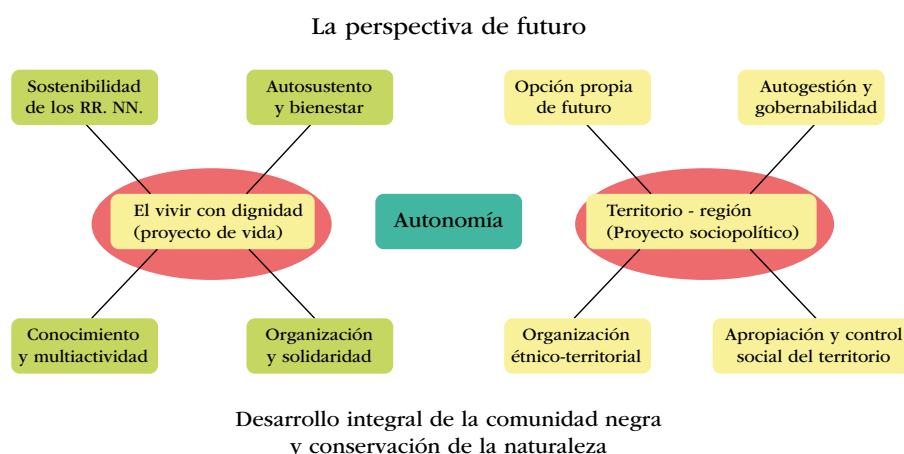 La perspectiva de futuro
Sostenibilidad
de los RR. NN.
Autosustento
y bienestar
Opción propia
de futuro
Autogestión y
gobernabilidad
El vivir con dignidad
(proyecto de vida)
Autonomía
Territorio - región
(Proyecto sociopolítico)
Conocimiento
y multiactividad
Organización
y solidaridad
Organización
étnico-territorial
Apropiación y control
social del territorio
Desarrollo integral de la comunidad negra
y conservación de la naturaleza